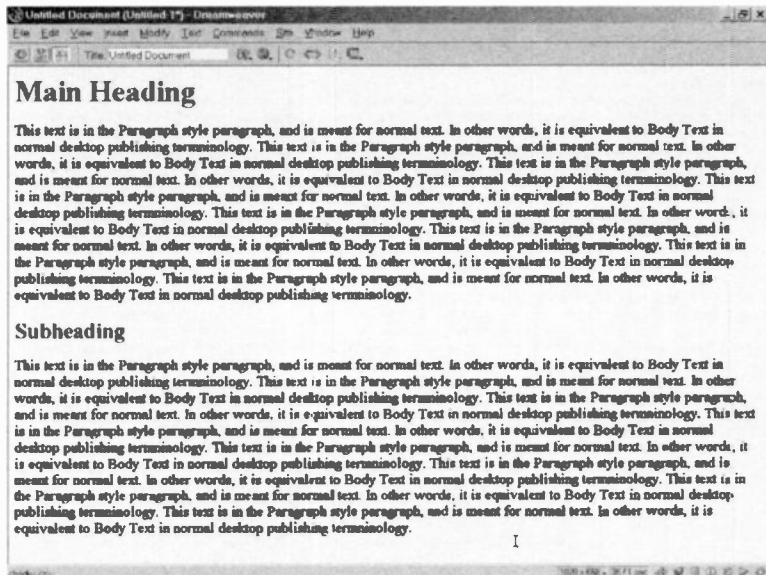 Untitled Document (Untitled 1*) - Dreamweaver
File Edit View Insert Modify Text Commands Site Window Help
Title: Untitled Document
Main Heading
This text is in the Paragraph style paragraph, and is meant for normal text. In other words, it is equivalent to Body Text in
normal desktop publishing termninology. This text is in the Paragraph style paragraph, and is meant for normal text. In other
words, it is equivalent to Body Text in normal desktop publishing termninology. This text is in the Paragraph style paragraph,
and is meant for normal text. In other words, it is equivalent to Body Text in normal desktop publishing termninology. This text
is in the Paragraph style paragraph, and is meant for normal text. In other words, it is equivalent to Body Text in normal
desktop publishing termninology. This text is in the Paragraph style paragraph, and is meant for normal text. In other words, it
is equivalent to Body Text in normal desktop publishing termninology. This text is in the Paragraph style paragraph, and is
meant for normal text. In other words, it is equivalent to Body Text in normal desktop publishing termninology. This text is in
the Paragraph style paragraph, and is meant for normal text. In other words, it is equivalent to Body Text in normal desktop
publishing termninology. This text is in the Paragraph style paragraph, and is meant for normal text. In other words, it is
equivalent to Body Text in normal desktop publishing termninology.
Subheading
This text is in the Paragraph style paragraph, and is meant for normal text. In other words, it is equivalent to Body Text in
normal desktop publishing termninology. This text is in the Paragraph style paragraph, and is meant for normal text. In other
words, it is equivalent to Body Text in normal desktop publishing termninology. This text is in the Paragraph style paragraph,
and is meant for normal text. In other words, it is equivalent to Body Text in normal desktop publishing termninology. This text
is in the Paragraph style paragraph, and is meant for normal text. In other words, it is equivalent to Body Text in normal
desktop publishing termninology. This text is in the Paragraph style paragraph, and is meant for normal text. In other words, it
is equivalent to Body Text in normal desktop publishing termninology. This text is in the Paragraph style paragraph, and is
meant for normal text. In other words, it is equivalent to Body Text in normal desktop publishing termninology. This text is in
the Paragraph style paragraph, and is meant for normal text. In other words, it is equivalent to Body Text in normal desktop
publishing termninology. This text is in the Paragraph style paragraph, and is meant for normal text. In other words, it is
equivalent to Body Text in normal desktop publishing termninology.